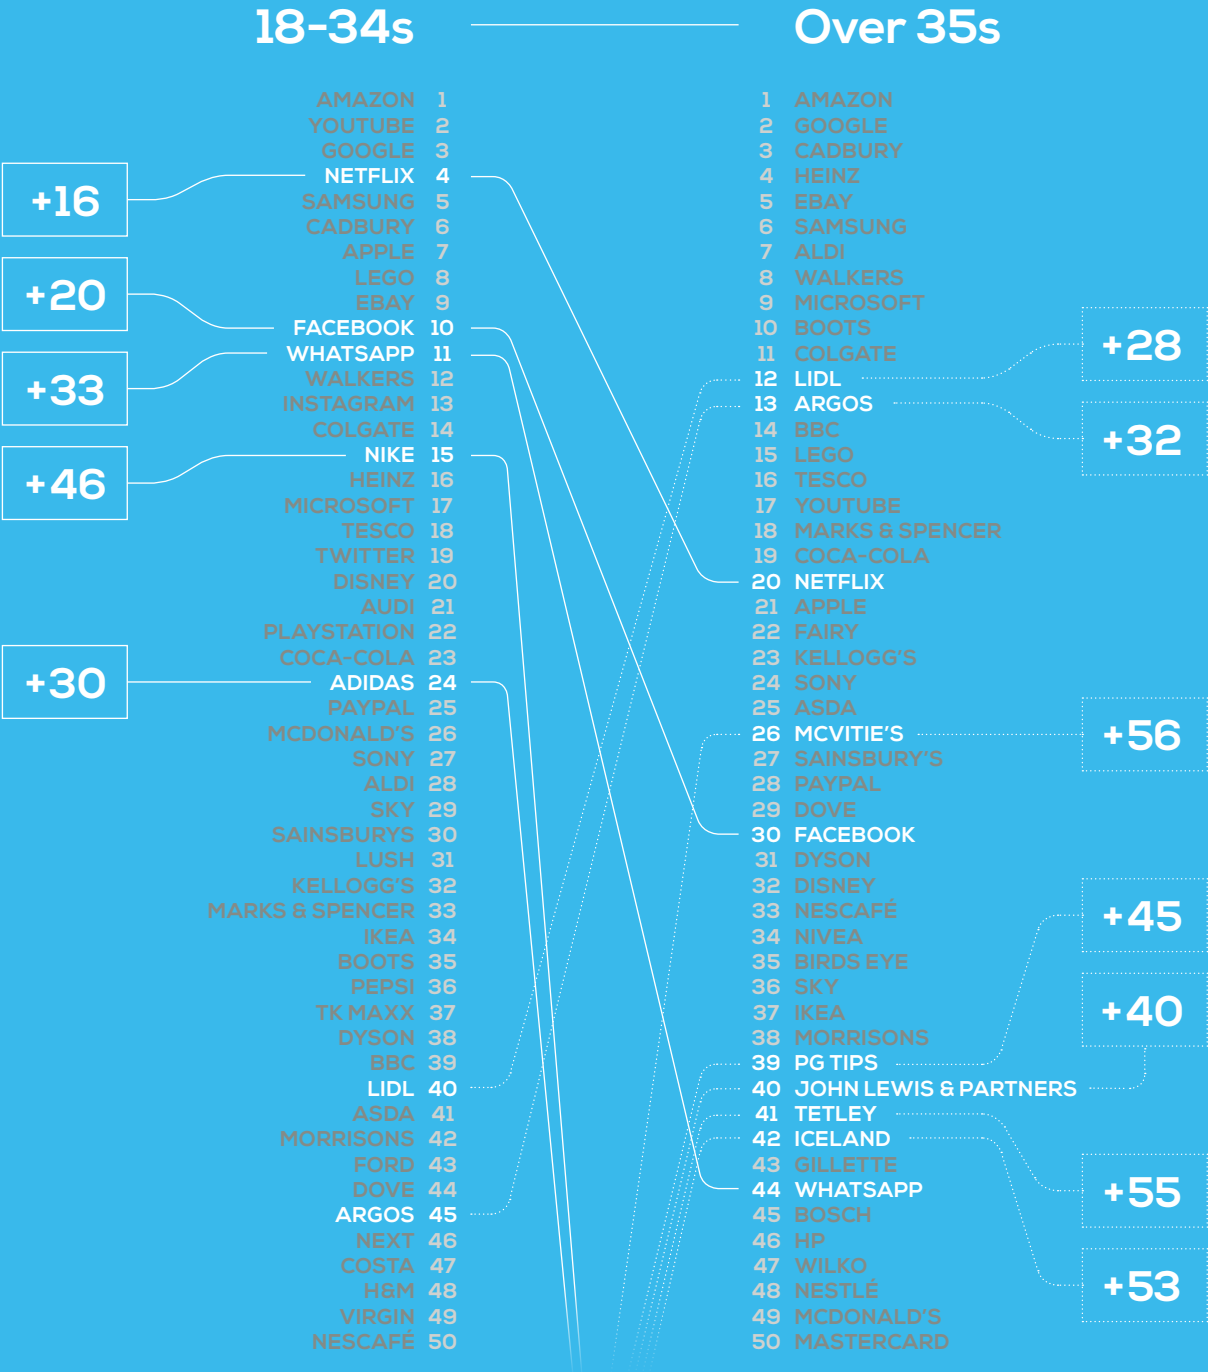 18-34s
Over 35s
AMAZON 1
YOUTUBE 2
GOOGLE 3
NETFLIX 4
SAMSUNG 5
CADBURY 6
APPLE 7
LEGO 8
EBAY 9
FACEBOOK 10
WHATSAPP 11
WALKERS 12
INSTAGRAM 13
COLGATE 14
NIKE 15
HEINZ 16
MICROSOFT 17
TESCO 18
TWITTER 19
DISNEY 20
AUDI 21
PLAYSTATION 22
COCA-COLA 23
ADIDAS 24
PAYPAL 25
MCDONALD'S 26
SONY 27
ALDI 28
SKY 29
SAINSBURYS 30
LUSH 31
KELLOGG'S 32
MARKS & SPENCER 33
IKEA 34
BOOTS 35
PEPSI 36
TK MAXX 37
DYSON 38
BBC 39
LIDL 40
ASDA 41
MORRISONS 42
FORD 43
DOVE 44
ARGOS 45
NEXT 46
COSTA 47
H&M 48
VIRGIN 49
NESCAFÉ 50
+16
+20
+33
+46
+30
1 AMAZON
2 GOOGLE
3 CADBURY
4 HEINZ
5 EBAY
6 SAMSUNG
7 ALDI
8 WALKERS
9 MICROSOFT
10 BOOTS
11 COLGATE
12 LIDL
13 ARGOS
14 BBC
15 LEGO
16 TESCO
17 YOUTUBE
18 MARKS & SPENCER
19 COCA-COLA
20 NETFLIX
21 APPLE
22 FAIRY
23 KELLOGG'S
24 SONY
25 ASDA
26 MCVITIE'S
27 SAINSBURY'S
28 PAYPAL
29 DOVE
30 FACEBOOK
31 DYSON
32 DISNEY
33 NESCAFÉ
34 NIVEA
35 BIRDS EYE
36 SKY
37 IKEA
38 MORRISONS
39 PG TIPS
40 JOHN LEWIS & PARTNERS
41 TETLEY
42 ICELAND
43 GILLETTE
44 WHATSAPP
45 BOSCH
46 HP
47 WILKO
48 NESTLÉ
49 MCDONALD'S
50 MASTERCARD
+28
+32
+56
+45
+40
+55
+53